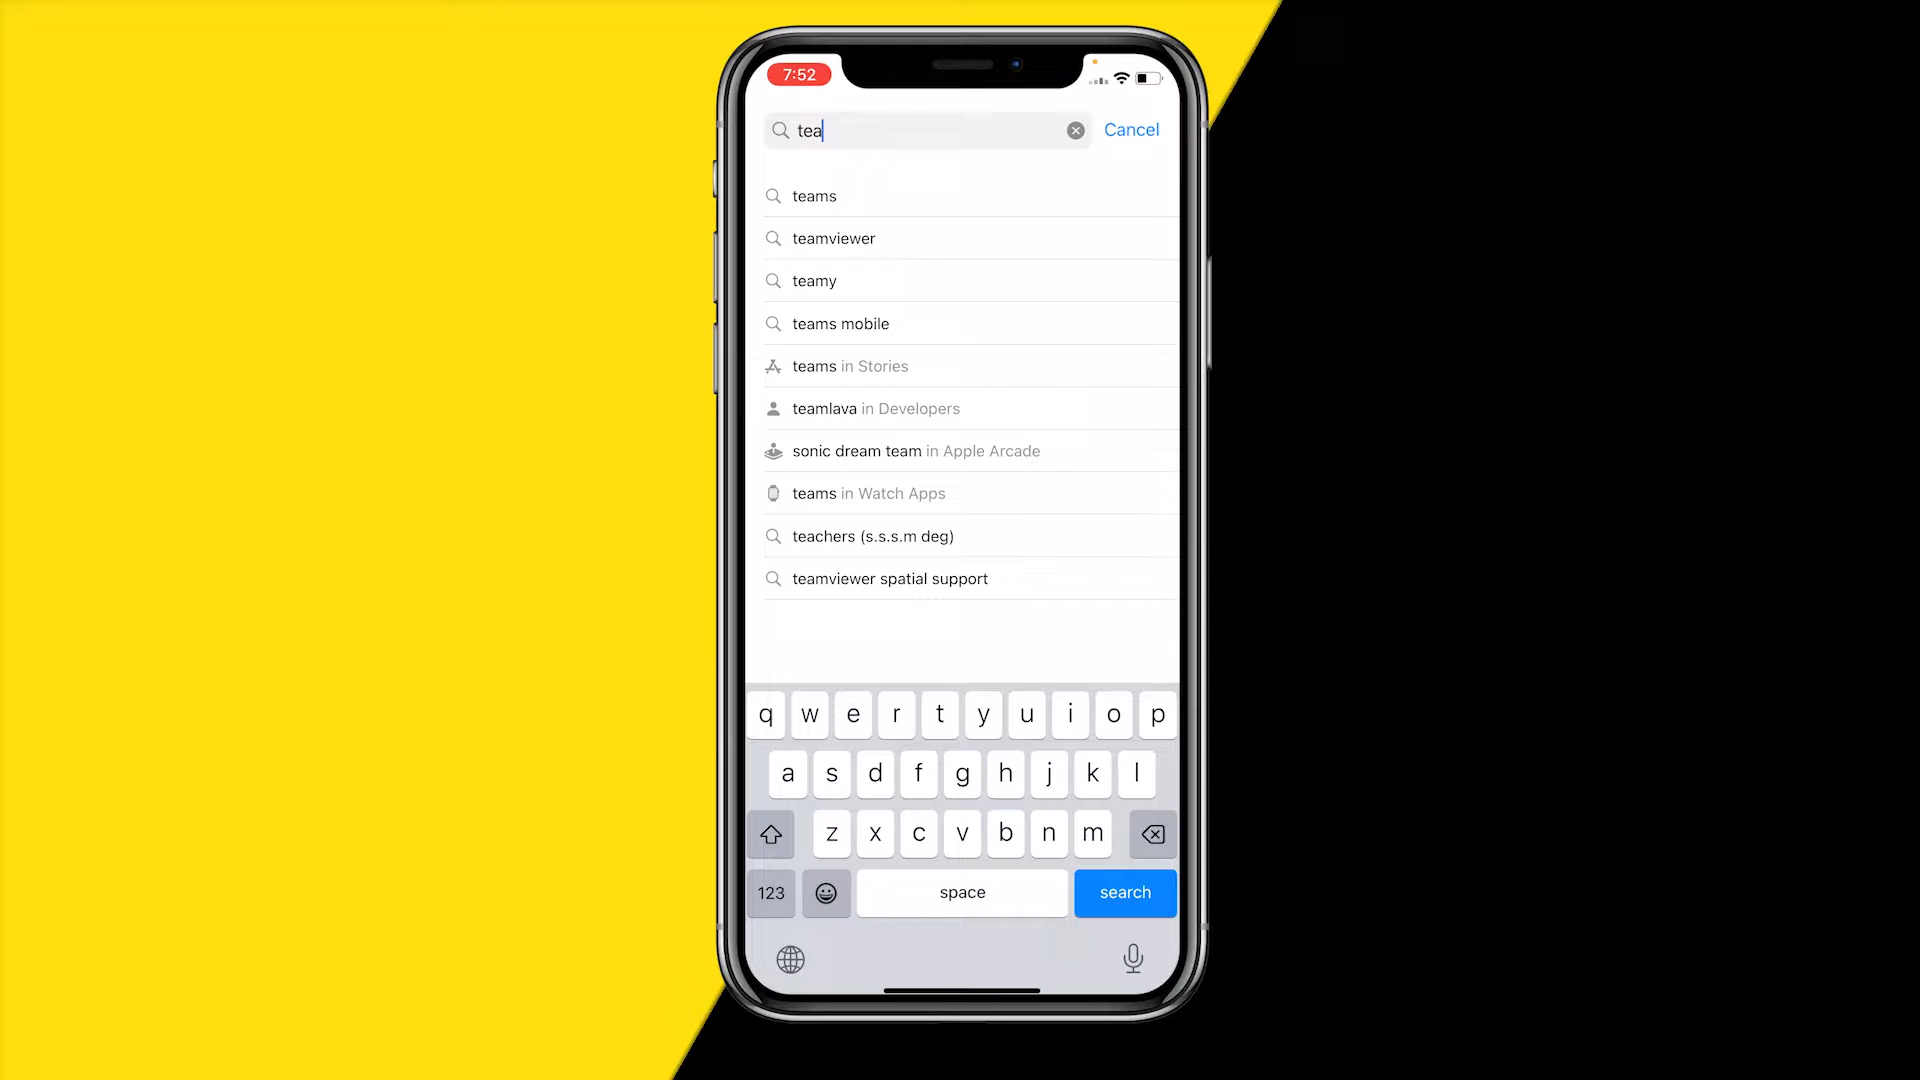 7:52
tea
Cancel
teams
teamviewer
teamy
teams mobile
teams in Stories
teamlava in Developers
sonic dream team in Apple Arcade
teams in Watch Apps
teachers (s.s.s.m deg)
teamviewer spatial support
q w e r t y u i o p
a s d f g h j k l
z x c v b n m
123 space search